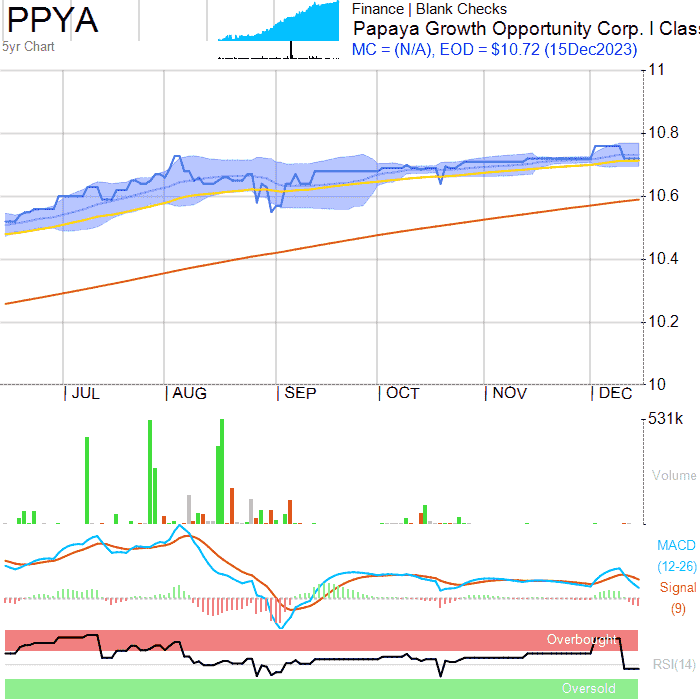 PPYA
5yr Chart
Finance | Blank Checks
Papaya Growth Opportunity Corp. I Class
MC = (N/A), EOD = $10.72 (15Dec2023)
11
10.8
10.6
10.4
10.2
10
JUL
AUG
SEP
OCT
NOV
DEC
531k
Volume
MACD
(12-26)
Signal
(9)
Overbought
RSI(14)
Oversold